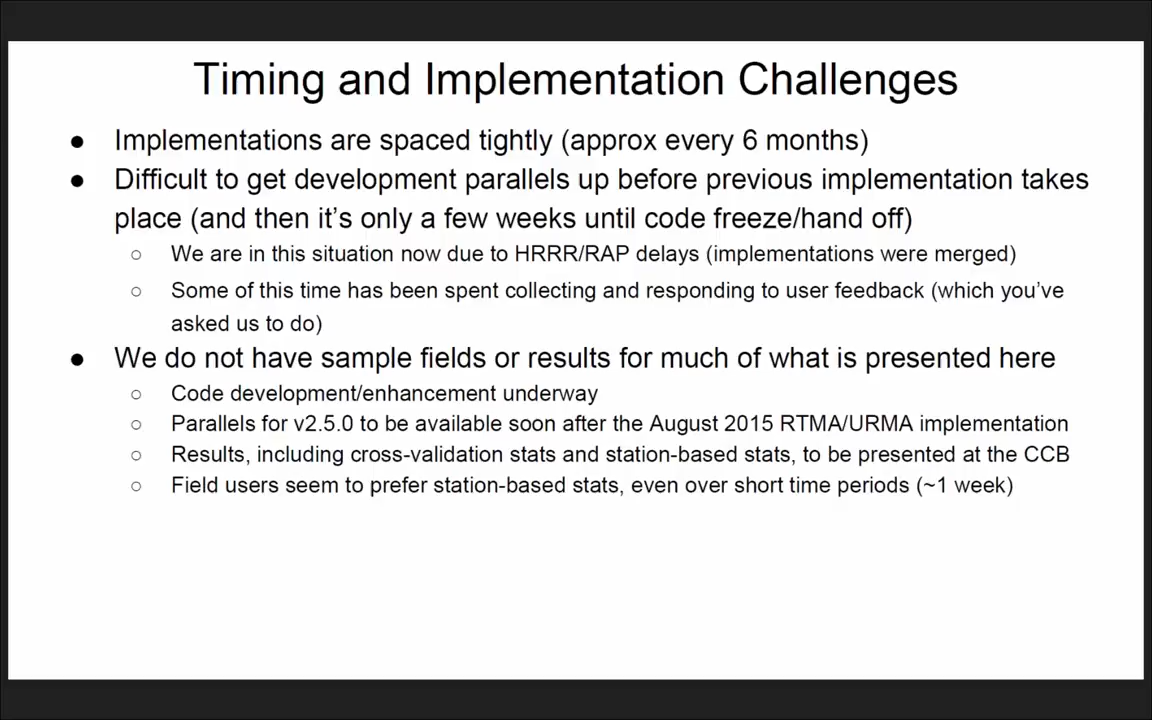 Timing and Implementation Challenges
● Implementations are spaced tightly (approx every 6 months)
● Difficult to get development parallels up before previous implementation takes
place (and then it's only a few weeks until code freeze/hand off)
○ We are in this situation now due to HRRR/RAP delays (implementations were merged)
○ Some of this time has been spent collecting and responding to user feedback (which you've
asked us to do)
● We do not have sample fields or results for much of what is presented here
○ Code development/enhancement underway
○ Parallels for v2.5.0 to be available soon after the August 2015 RTMA/URMA implementation
○ Results, including cross-validation stats and station-based stats, to be presented at the CCB
○ Field users seem to prefer station-based stats, even over short time periods (~1 week)